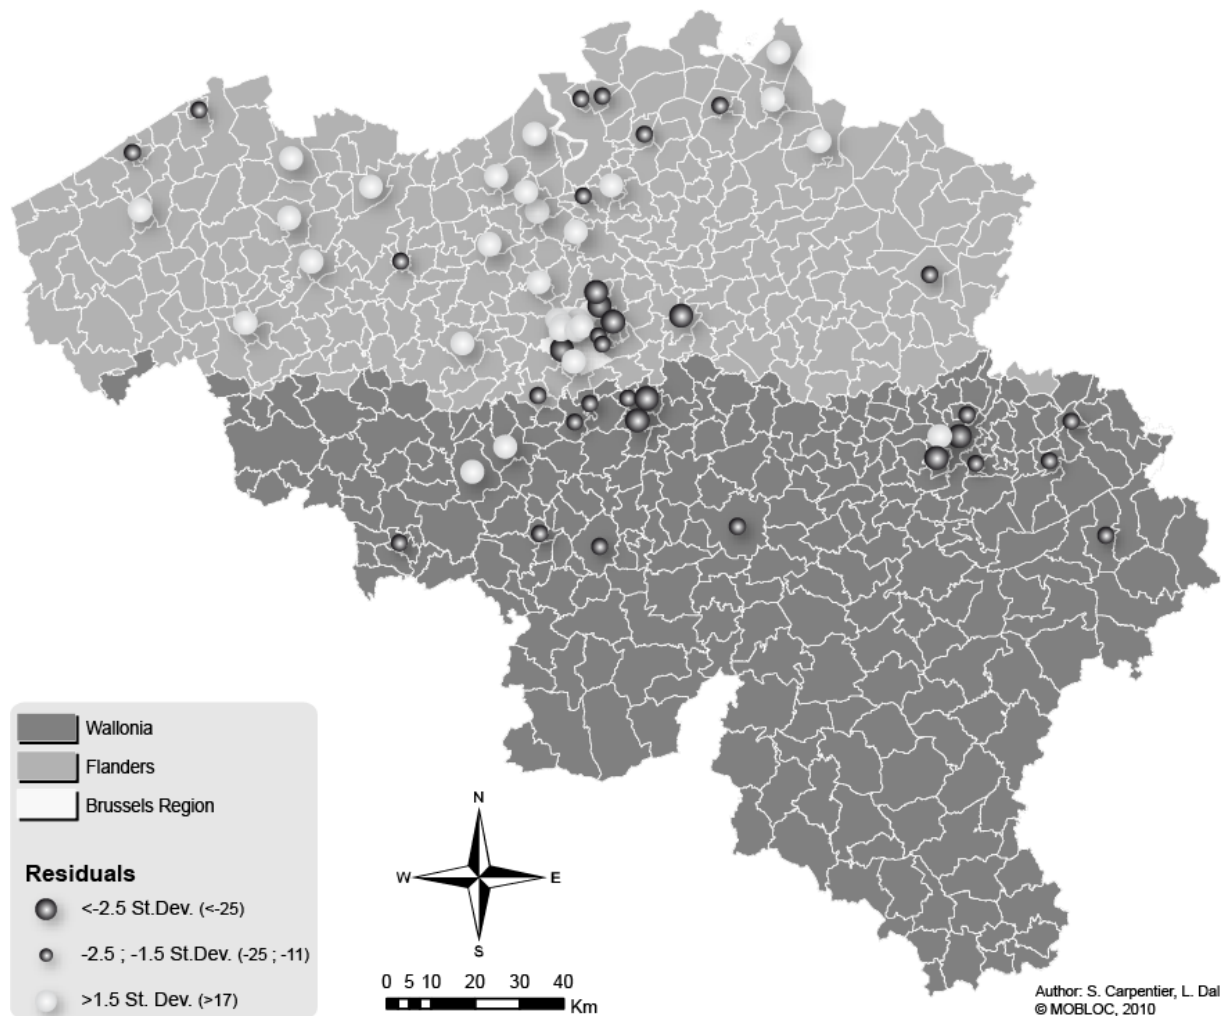 Wallonia
Flanders
Brussels Region
Residuals
<-2.5 St.Dev. (<-25)
-2.5 ; -1.5 St.Dev. (-25 ; -11)
>1.5 St. Dev. (>17)
N
W E
S
0 5 10 20 30 40
Km
Author: S. Carpentier, L. Dal
© MOBLOC, 2010